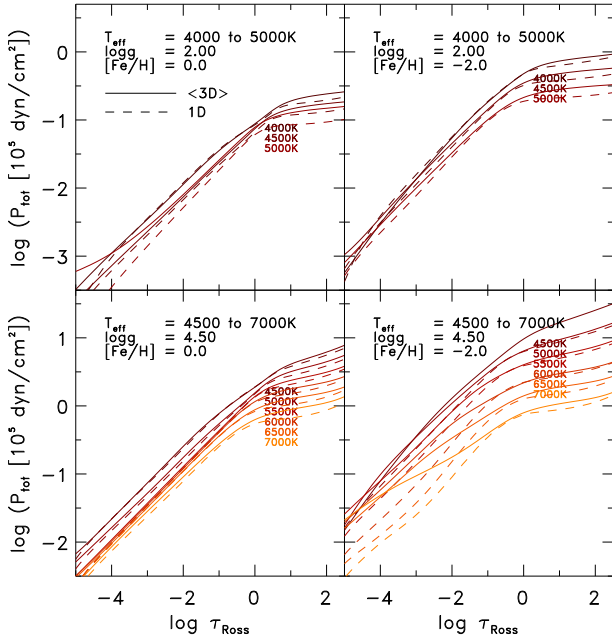 T_eff = 4000 to 5000K
logg = 2.00
[Fe/H] = 0.0
<3D>
1D
4000K
4500K
5000K
T_eff = 4000 to 5000K
logg = 2.00
[Fe/H] = −2.0
4000K
4500K
5000K
0
−1
−2
−3
log (P_tot [10^5 dyn/cm^2])
T_eff = 4500 to 7000K
logg = 4.50
[Fe/H] = 0.0
4500K
5000K
5500K
6000K
6500K
7000K
T_eff = 4500 to 7000K
logg = 4.50
[Fe/H] = −2.0
4500K
5000K
5500K
6000K
6500K
7000K
1
0
−1
−2
log (P_tot [10^5 dyn/cm^2])
−4 −2 0 2
−4 −2 0 2
log τ_Ross
log τ_Ross